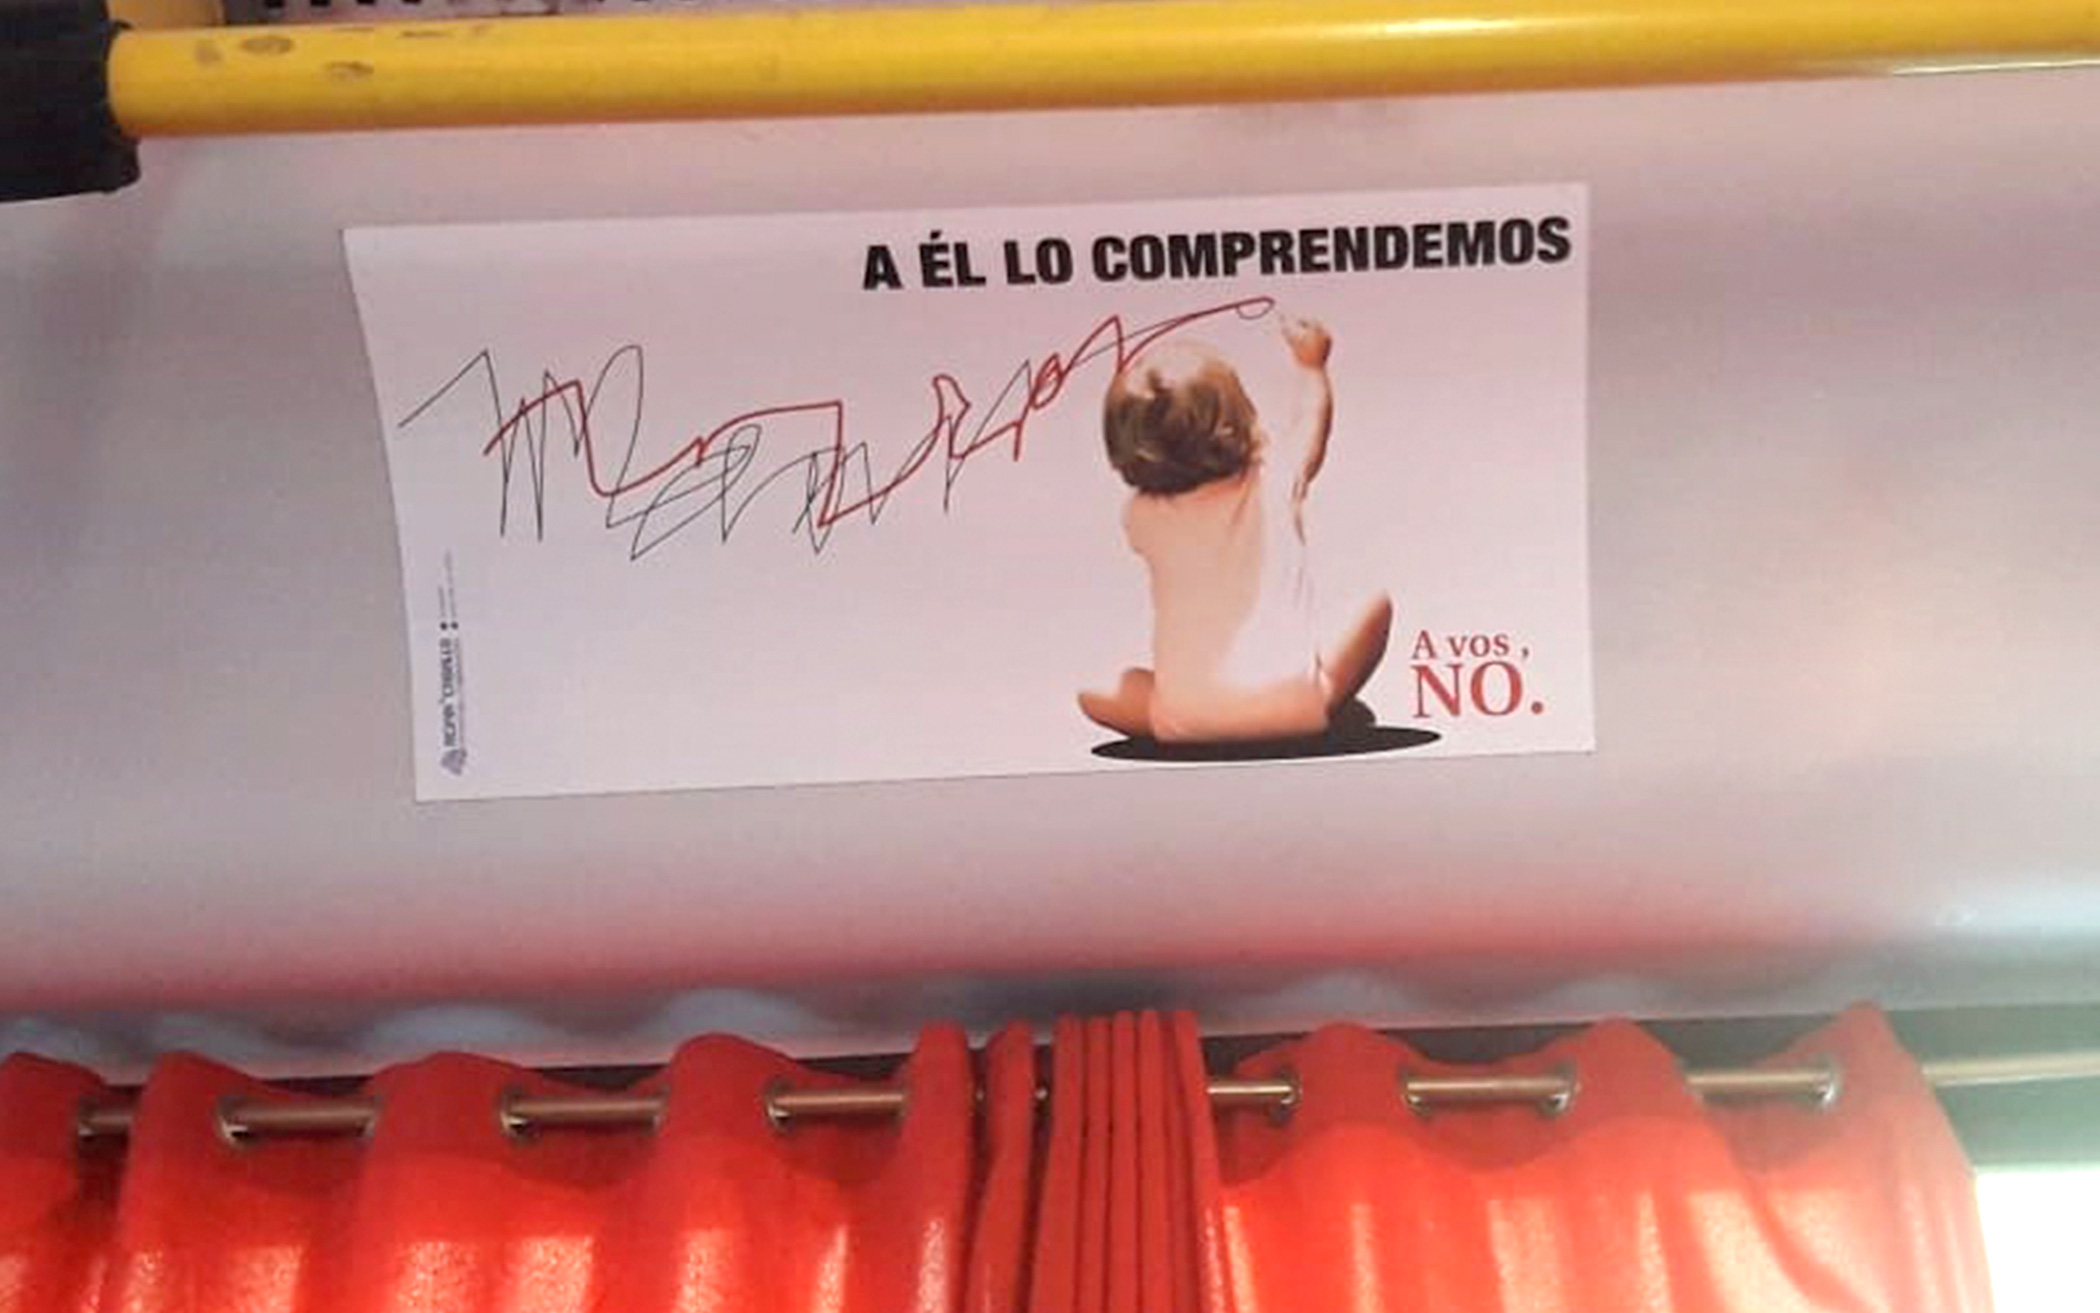 A ÉL LO COMPRENDEMOS
A VOS,
NO.